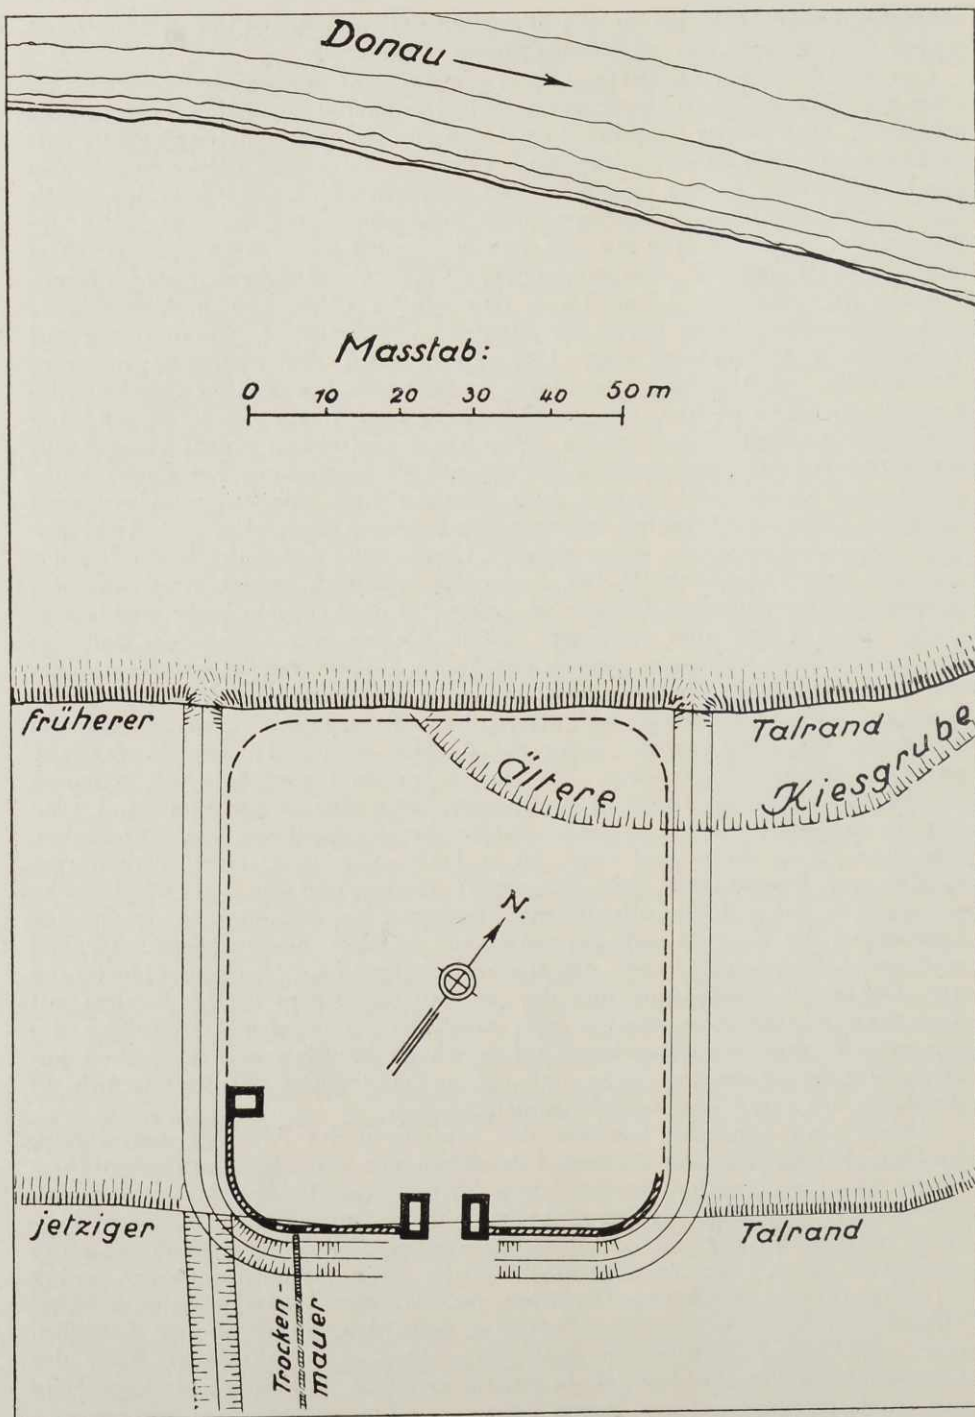 Donau
Masstab:
0 10 20 30 40 50 m
früherer Talrand
Ältere Kiesgrube
N.
jetziger Talrand
Trocken-
mauer